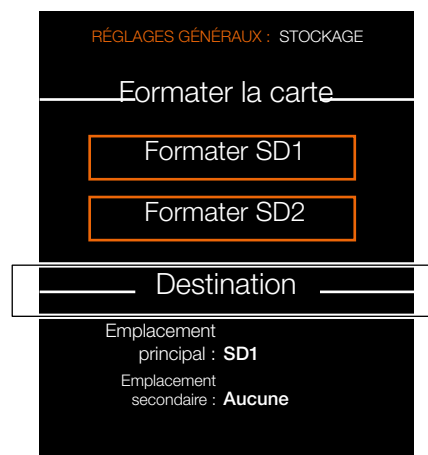 RÉGLAGES GÉNÉRAUX : STOCKAGE
Formater la carte
Formater SD1
Formater SD2
Destination
Emplacement
principal : SD1
Emplacement
secondaire : Aucune